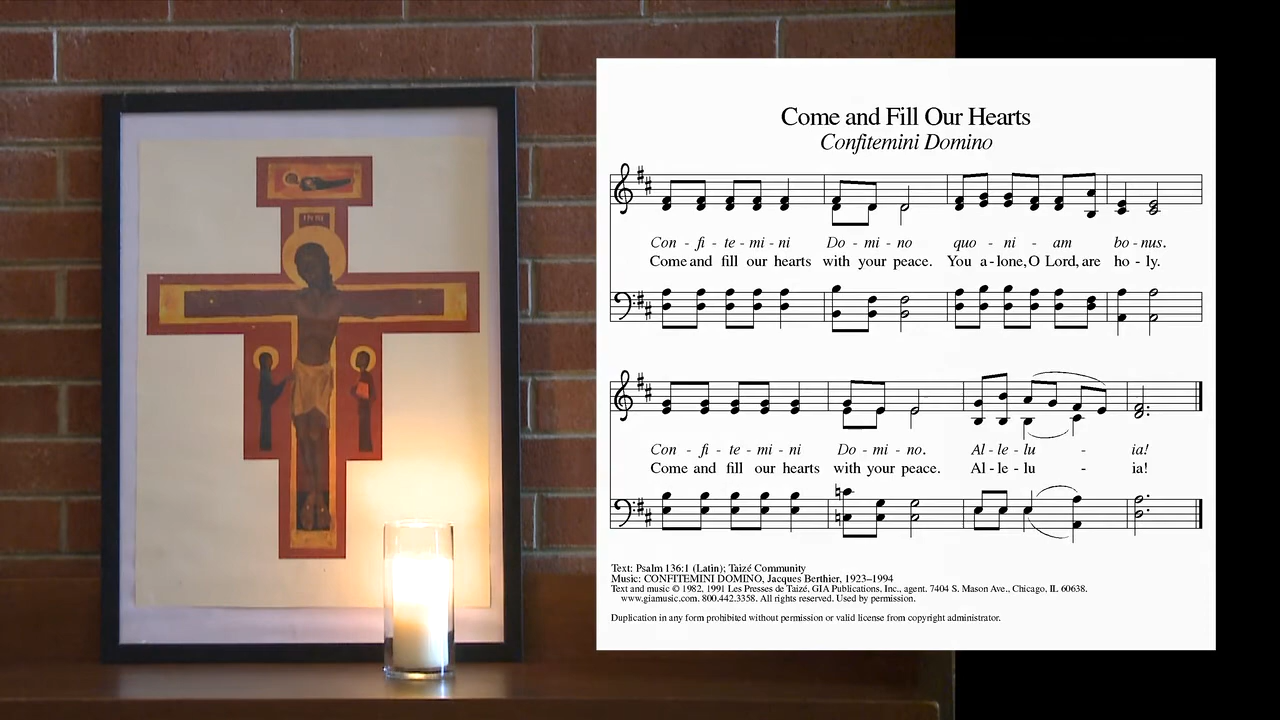 Come and Fill Our Hearts
Confitemini Domino
Con - fi - te - mi - ni Do - mi - no quo - ni - am bo - nus.
Come and fill our hearts with your peace. You a - lone, O Lord, are ho - ly.
Con - fi - te - mi - ni Do - mi - no. Al - le - lu - ia!
Come and fill our hearts with your peace. Al - le - lu - ia!
Text: Psalm 136:1 (Latin); Taizé Community
Music: CONFITEMINI DOMINO, Jacques Berthier, 1923–1994
Text and music © 1982, 1991 Les Presses de Taizé, GIA Publications, Inc., agent. 7404 S. Mason Ave., Chicago, IL 60638.
www.giamusic.com. 800.442.3358. All rights reserved. Used by permission.
Duplication in any form prohibited without permission or valid license from copyright administrator.